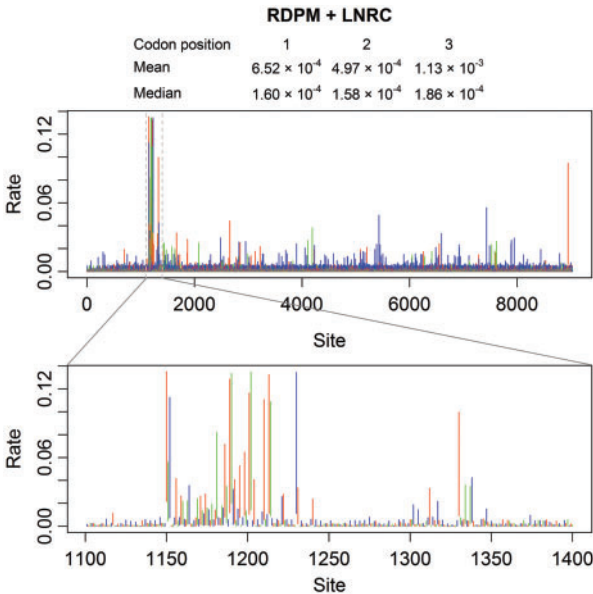 RDPM + LNRC
Codon position 1 2 3
Mean 6.52 × 10⁻⁴ 4.97 × 10⁻⁴ 1.13 × 10⁻³
Median 1.60 × 10⁻⁴ 1.58 × 10⁻⁴ 1.86 × 10⁻⁴
Rate
0.12
0.06
0.00
0 2000 4000 6000 8000
Site
Rate
0.12
0.06
0.00
1100 1150 1200 1250 1300 1350 1400
Site